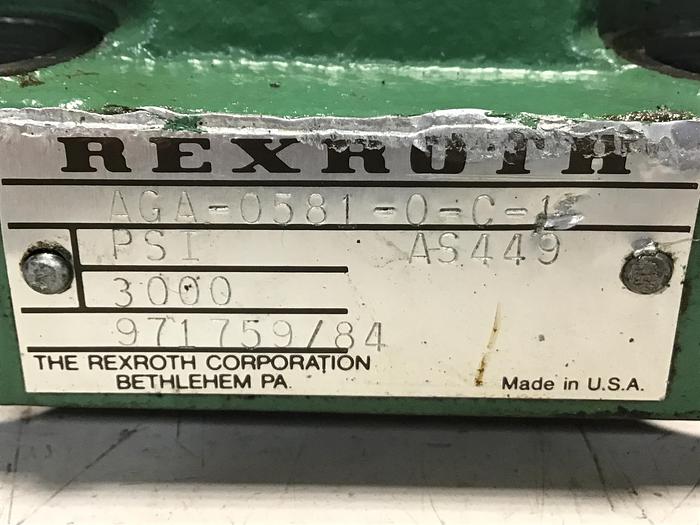 REXROTH
AGA-0581-0-C-1
PSI AS449
3000
971759/84
THE REXROTH CORPORATION
BETHLEHEM PA.
Made in U.S.A.